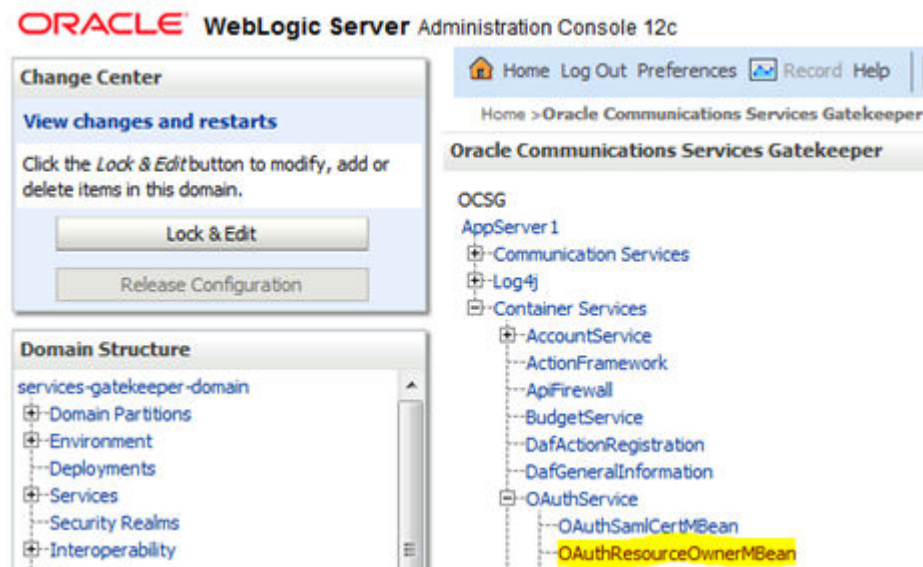 ORACLE WebLogic Server Administration Console 12c
Change Center
View changes and restarts
Click the Lock & Edit button to modify, add or
delete items in this domain.
Lock & Edit
Release Configuration
Domain Structure
services-gatekeeper-domain
Domain Partitions
Environment
Deployments
Services
Security Realms
Interoperability
Home Log Out Preferences Record Help
Home >Oracle Communications Services Gatekeeper
Oracle Communications Services Gatekeeper
OCSG
AppServer1
Communication Services
Log4j
Container Services
AccountService
ActionFramework
ApiFirewall
BudgetService
DafActionRegistration
DafGeneralInformation
OAuthService
OAuthSamlCertMBean
OAuthResourceOwnerMBean